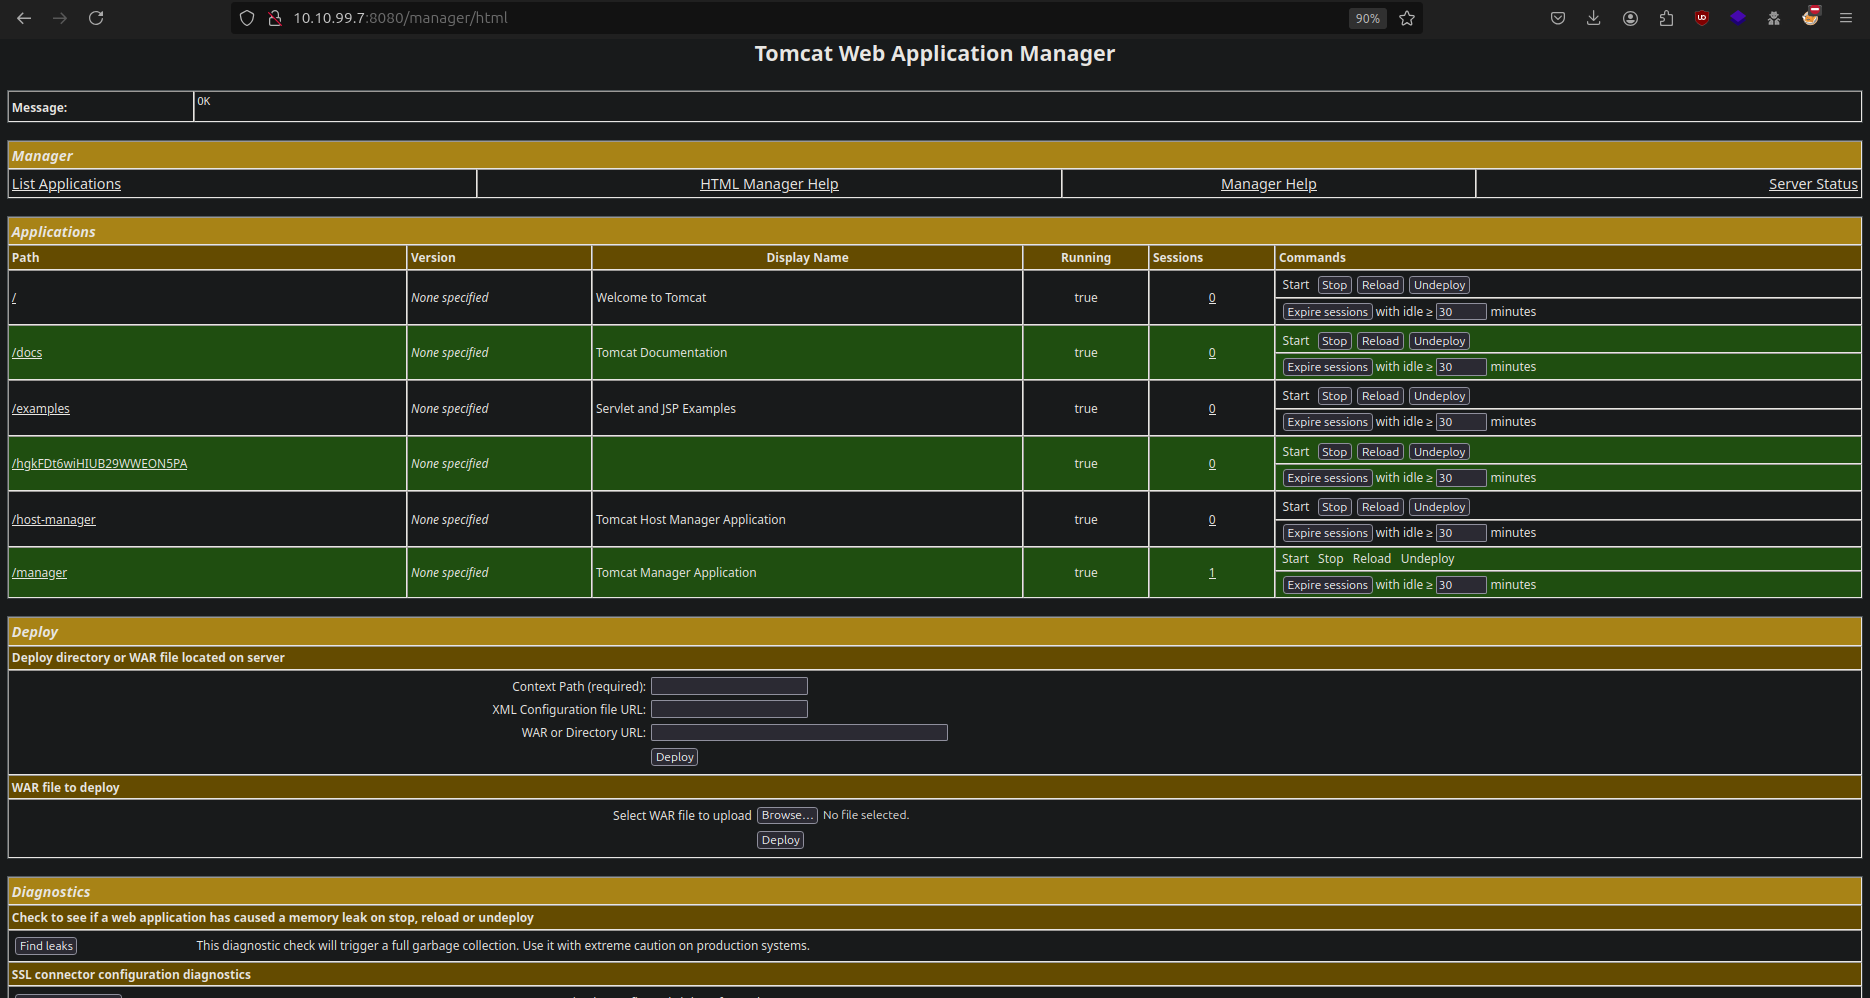 10.10.99.7:8080/manager/html 90%
Tomcat Web Application Manager
Message: OK
Manager
List Applications HTML Manager Help Manager Help Server Status
Applications
Path Version Display Name Running Sessions Commands
/ None specified Welcome to Tomcat true 0 Start Stop Reload Undeploy
Expire sessions with idle ≥ 30 minutes
/docs None specified Tomcat Documentation true 0 Start Stop Reload Undeploy
Expire sessions with idle ≥ 30 minutes
/examples None specified Servlet and JSP Examples true 0 Start Stop Reload Undeploy
Expire sessions with idle ≥ 30 minutes
/hgkFDt6wiHIUB29WWEON5PA None specified true 0 Start Stop Reload Undeploy
Expire sessions with idle ≥ 30 minutes
/host-manager None specified Tomcat Host Manager Application true 0 Start Stop Reload Undeploy
Expire sessions with idle ≥ 30 minutes
/manager None specified Tomcat Manager Application true 1 Start Stop Reload Undeploy
Expire sessions with idle ≥ 30 minutes
Deploy
Deploy directory or WAR file located on server
Context Path (required):
XML Configuration file URL:
WAR or Directory URL:
Deploy
WAR file to deploy
Select WAR file to upload Browse... No file selected.
Deploy
Diagnostics
Check to see if a web application has caused a memory leak on stop, reload or undeploy
Find leaks This diagnostic check will trigger a full garbage collection. Use it with extreme caution on production systems.
SSL connector configuration diagnostics